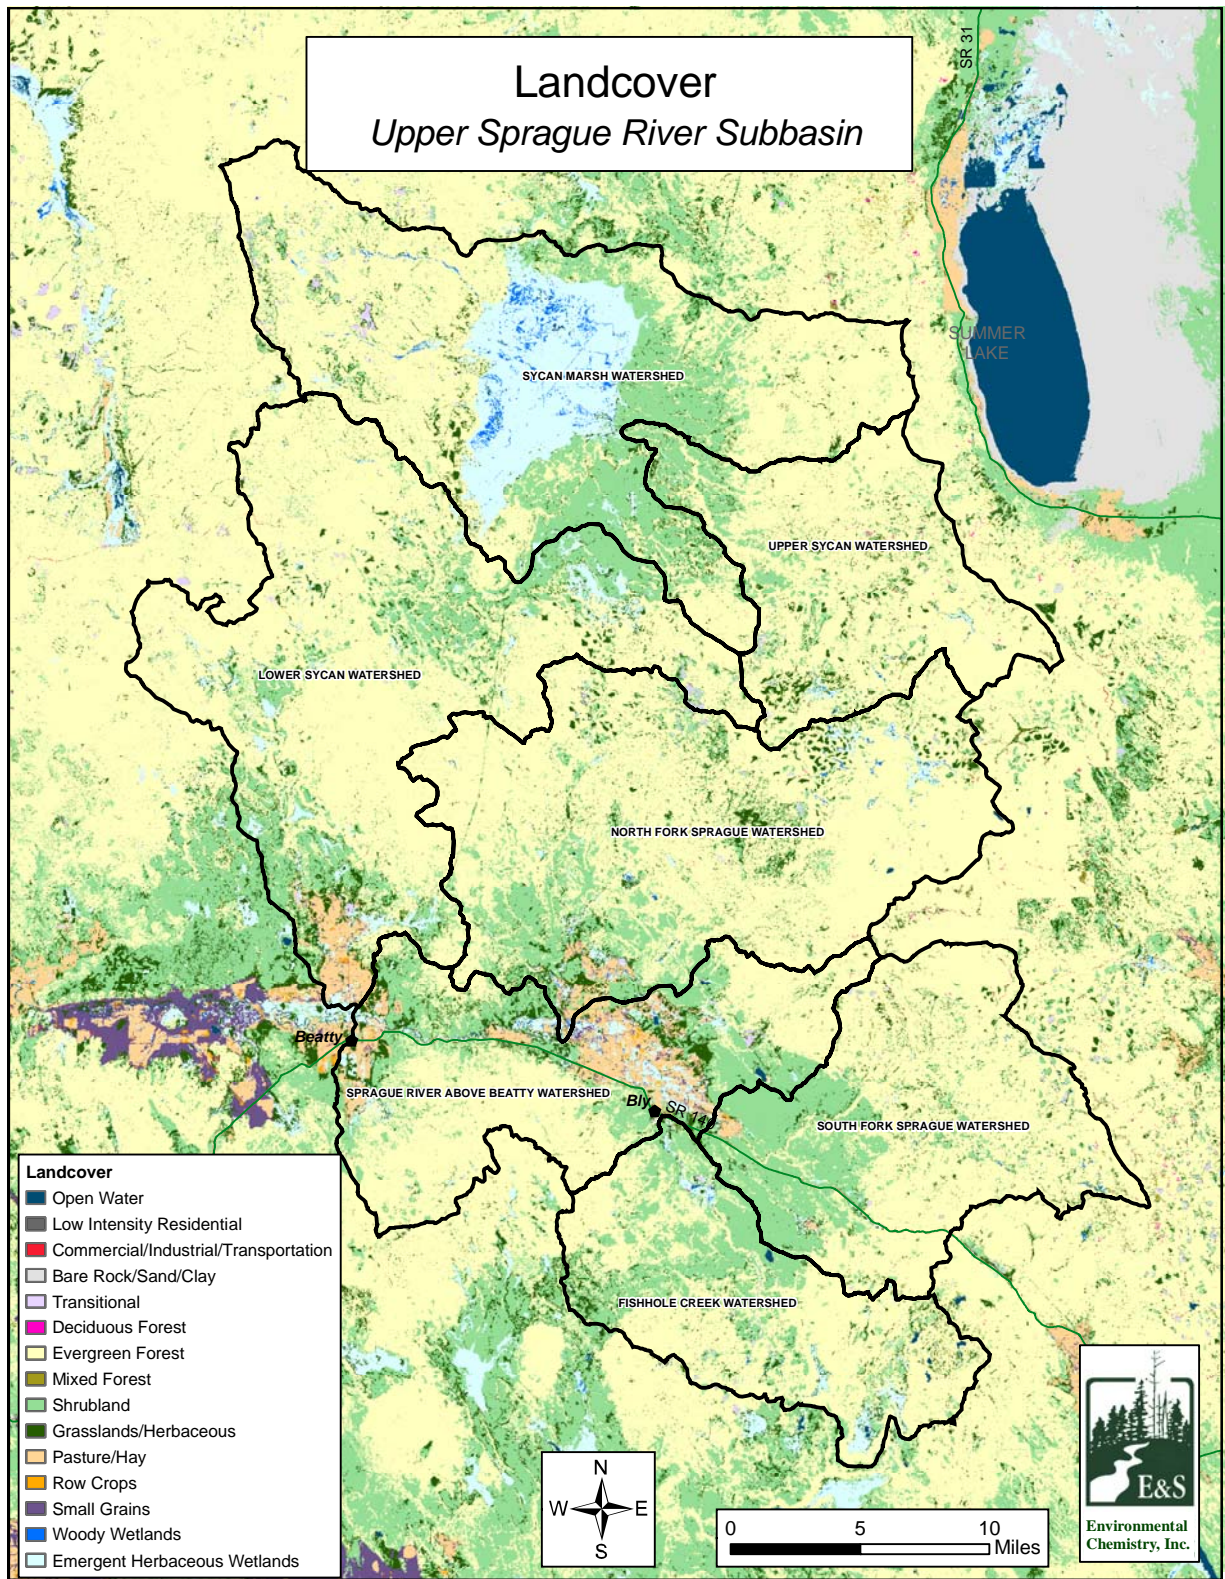 Landcover
Upper Sprague River Subbasin
SR 31
SUMMER
LAKE
SYCAN MARSH WATERSHED
UPPER SYCAN WATERSHED
LOWER SYCAN WATERSHED
NORTH FORK SPRAGUE WATERSHED
Beatty
SPRAGUE RIVER ABOVE BEATTY WATERSHED
Bly
SR 14
SOUTH FORK SPRAGUE WATERSHED
FISHHOLE CREEK WATERSHED
Landcover
Open Water
Low Intensity Residential
Commercial/Industrial/Transportation
Bare Rock/Sand/Clay
Transitional
Deciduous Forest
Evergreen Forest
Mixed Forest
Shrubland
Grasslands/Herbaceous
Pasture/Hay
Row Crops
Small Grains
Woody Wetlands
Emergent Herbaceous Wetlands
N
W E
S
0 5 10
Miles
E&S
Environmental
Chemistry, Inc.